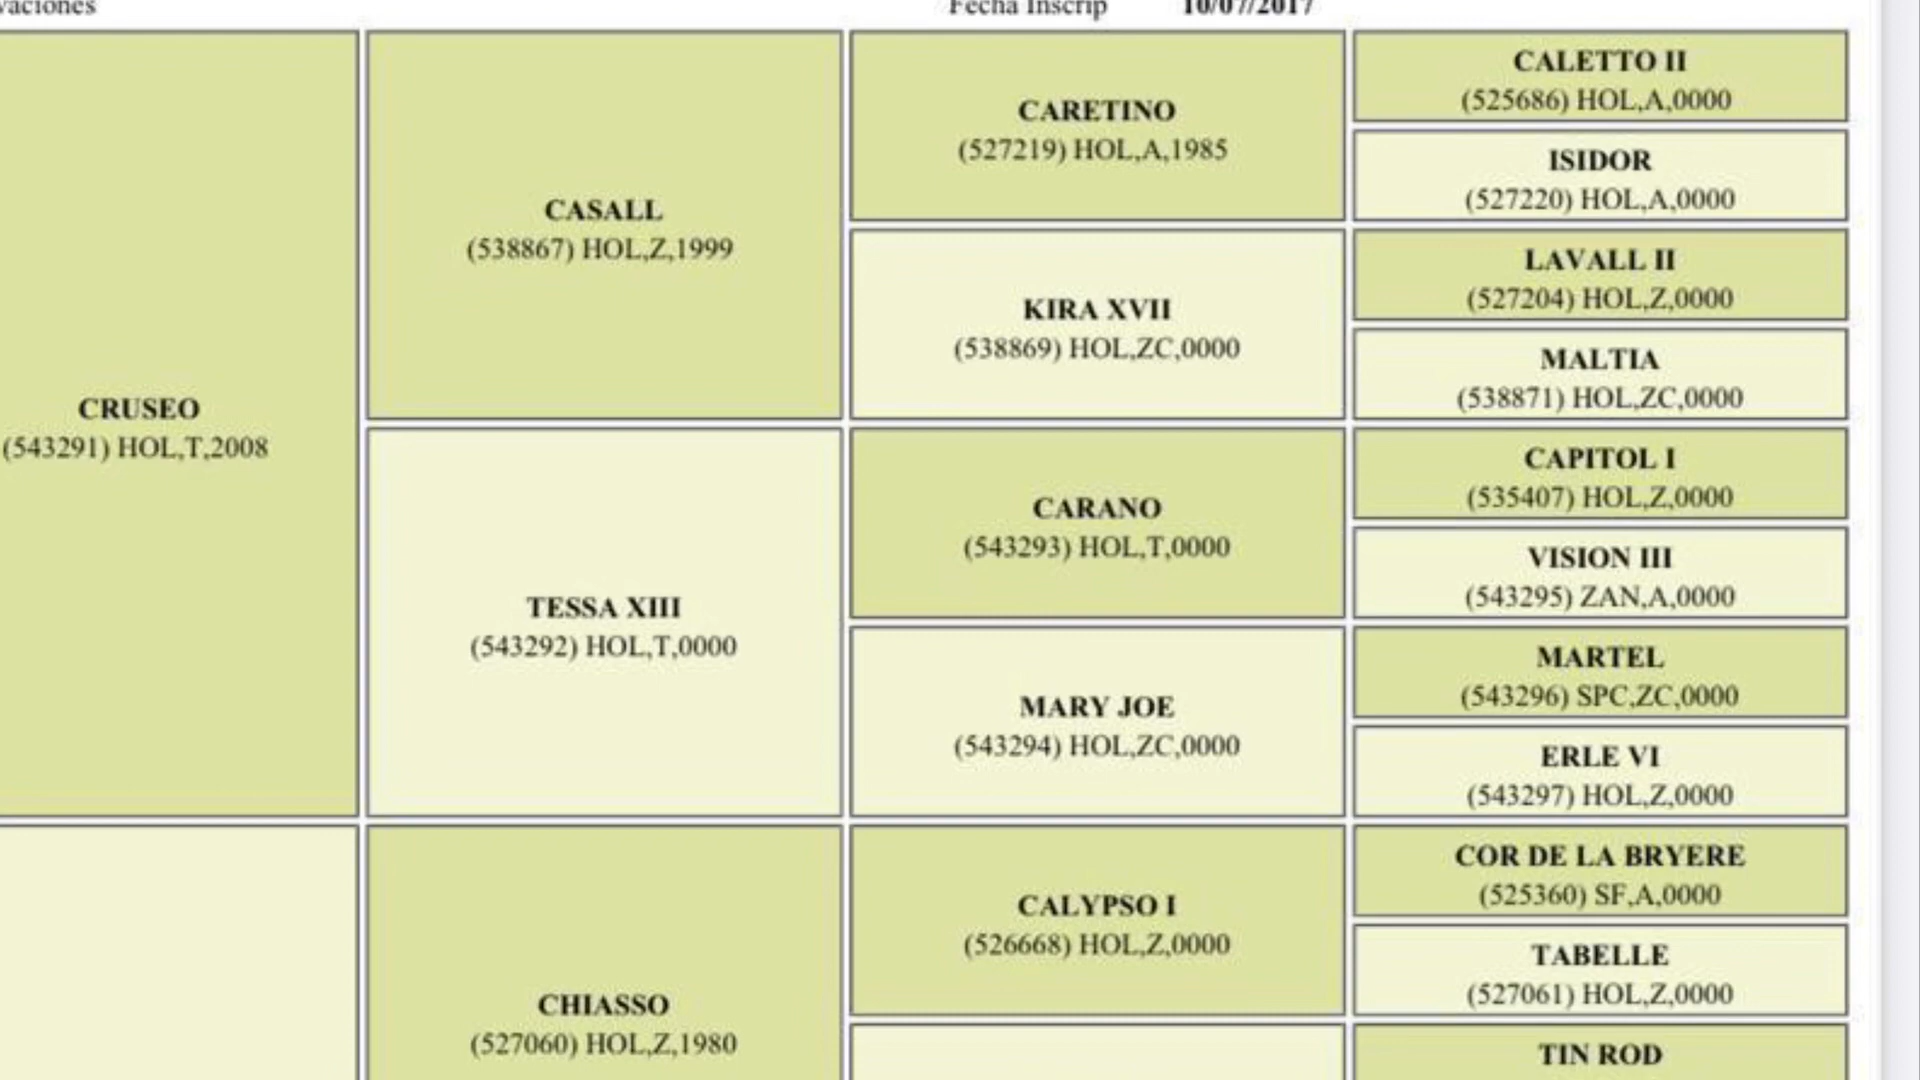 vaciones
Fecha Inscrip 10/07/2017
CRUSEO
(543291) HOL,T,2008
CASALL
(538867) HOL,Z,1999
CARETINO
(527219) HOL,A,1985
CALETTO II
(525686) HOL,A,0000
ISIDOR
(527220) HOL,A,0000
KIRA XVII
(538869) HOL,ZC,0000
LAVALL II
(527204) HOL,Z,0000
MALTIA
(538871) HOL,ZC,0000
TESSA XIII
(543292) HOL,T,0000
CARANO
(543293) HOL,T,0000
CAPITOL I
(535407) HOL,Z,0000
VISION III
(543295) ZAN,A,0000
MARY JOE
(543294) HOL,ZC,0000
MARTEL
(543296) SPC,ZC,0000
ERLE VI
(543297) HOL,Z,0000
CHIASSO
(527060) HOL,Z,1980
CALYPSO I
(526668) HOL,Z,0000
COR DE LA BRYERE
(525360) SF,A,0000
TABELLE
(527061) HOL,Z,0000
TIN ROD